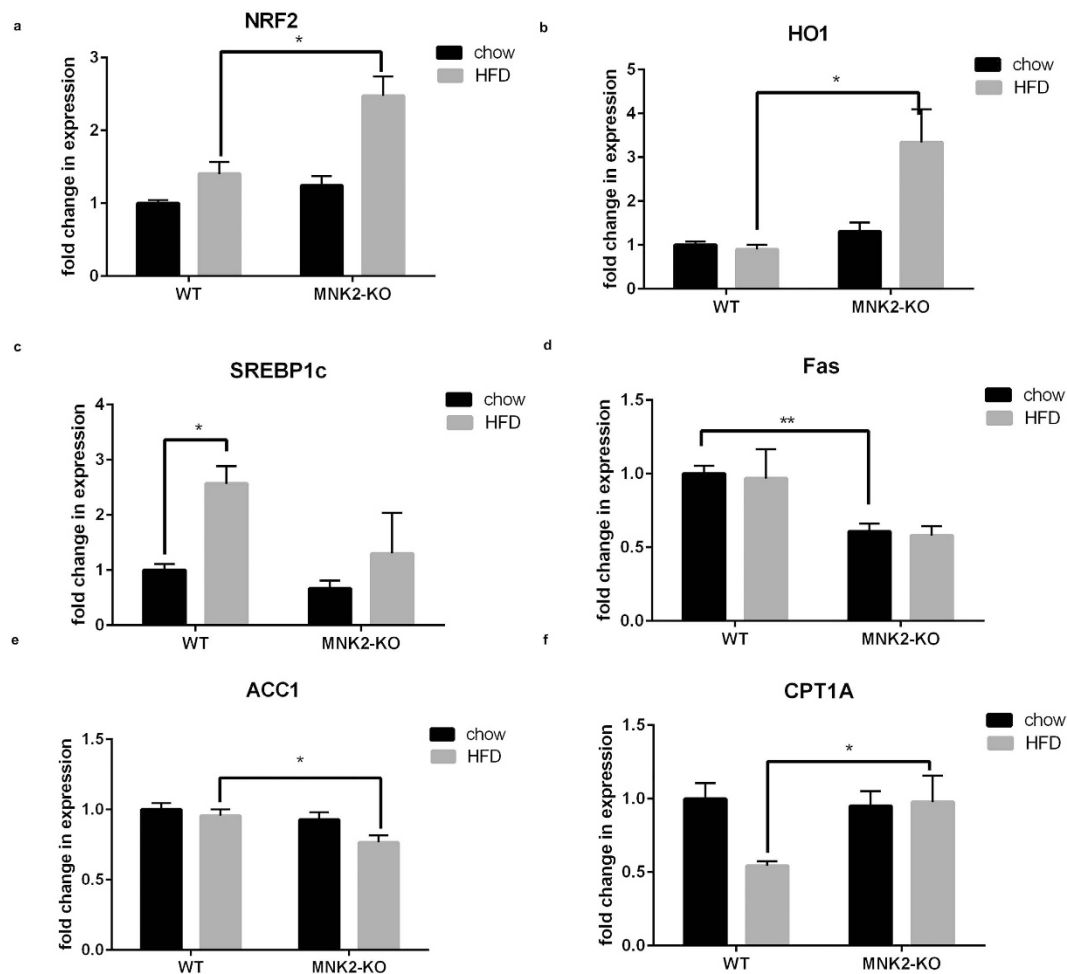 a
NRF2
fold change in expression
3
2
1
0
*
chow
HFD
WT
MNK2-KO
b
HO1
fold change in expression
5
4
3
2
1
0
*
chow
HFD
WT
MNK2-KO
c
SREBP1c
fold change in expression
4
3
2
1
0
*
chow
HFD
WT
MNK2-KO
d
Fas
fold change in expression
1.5
1.0
0.5
0.0
**
chow
HFD
WT
MNK2-KO
e
ACC1
fold change in expression
1.5
1.0
0.5
0.0
*
chow
HFD
WT
MNK2-KO
f
CPT1A
fold change in expression
1.5
1.0
0.5
0.0
*
chow
HFD
WT
MNK2-KO